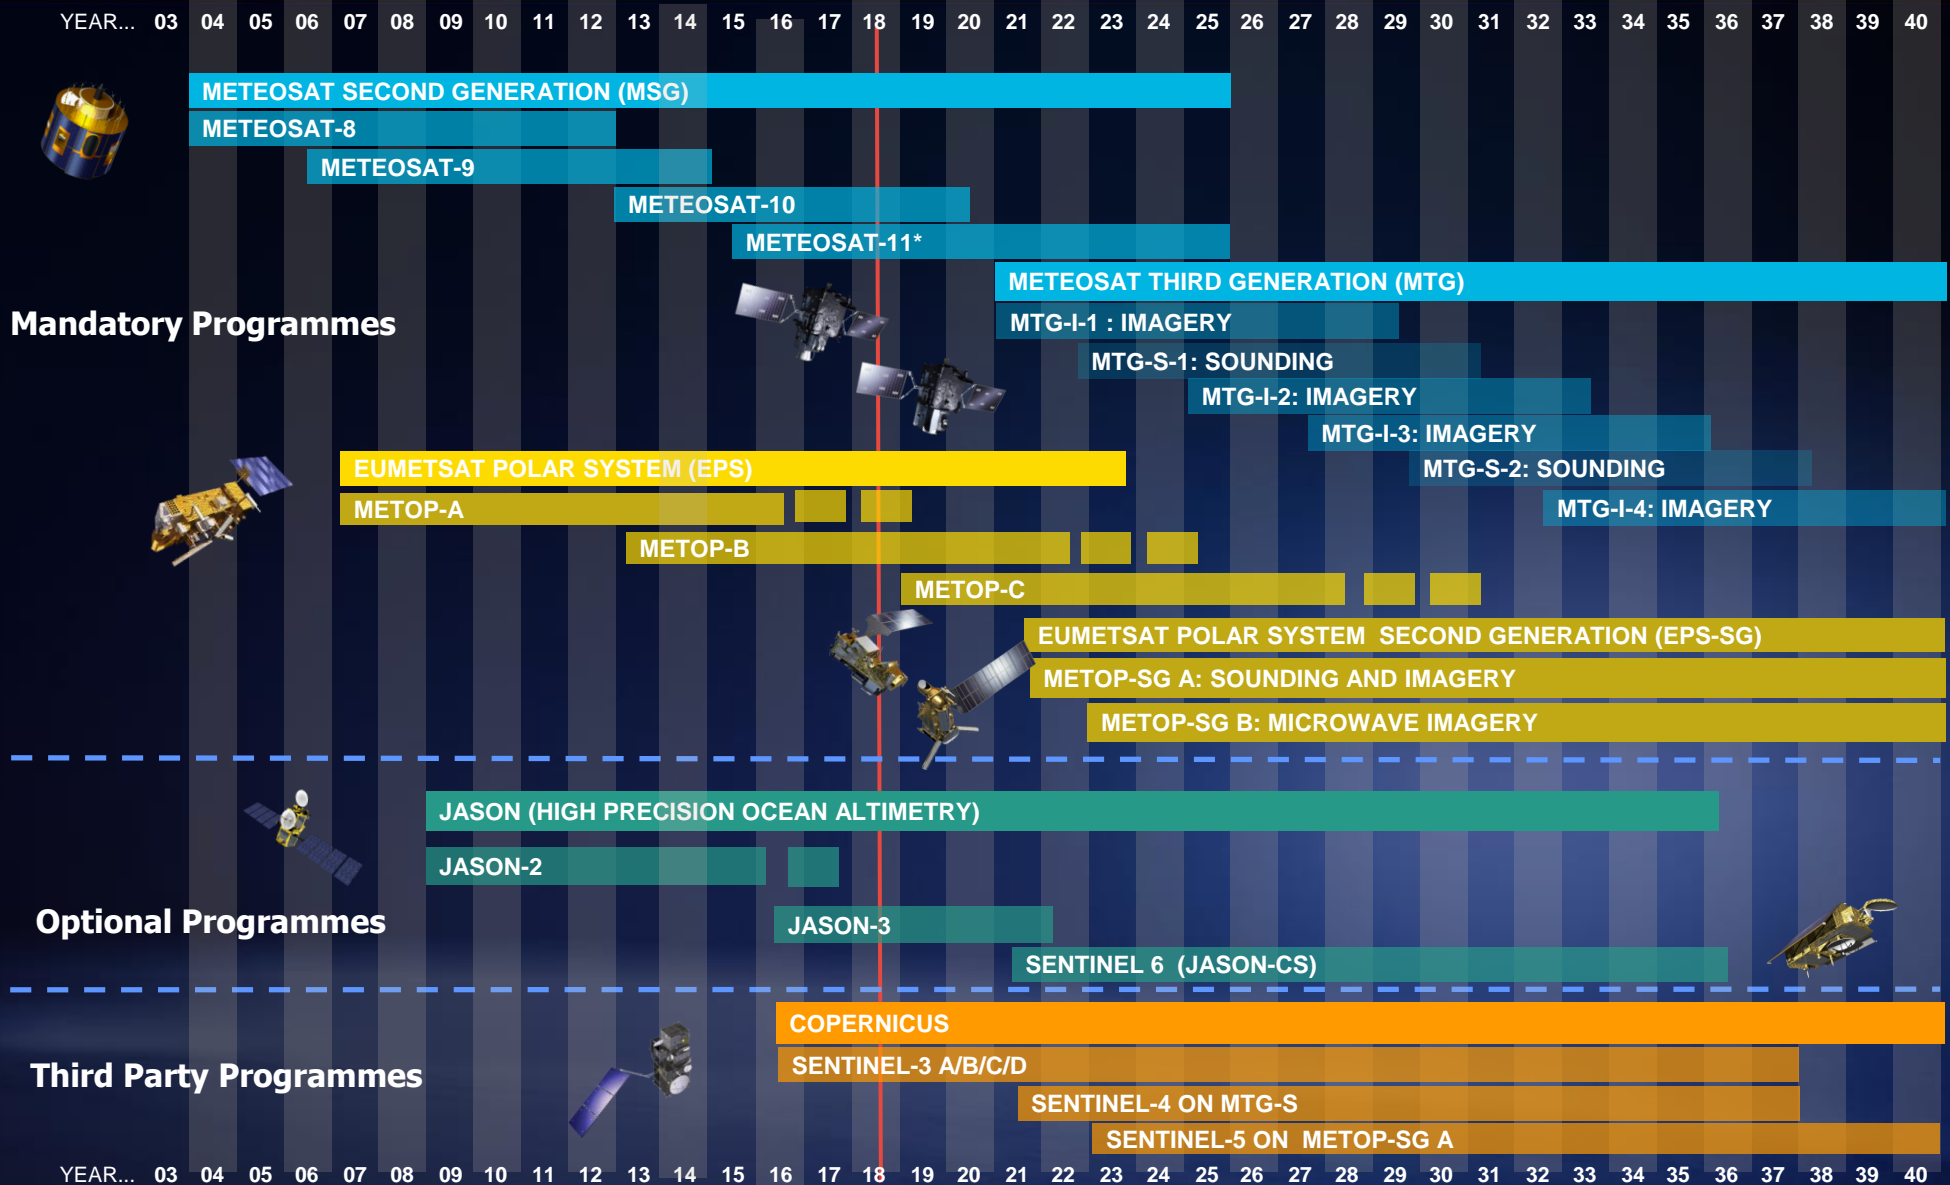 YEAR... 03 04 05 06 07 08 09 10 11 12 13 14 15 16 17 18 19 20 21 22 23 24 25 26 27 28 29 30 31 32 33 34 35 36 37 38 39 40
METEOSAT SECOND GENERATION (MSG)
METEOSAT-8
METEOSAT-9
METEOSAT-10
METEOSAT-11*
METEOSAT THIRD GENERATION (MTG)
Mandatory Programmes
MTG-I-1 : IMAGERY
MTG-S-1: SOUNDING
MTG-I-2: IMAGERY
MTG-I-3: IMAGERY
EUMETSAT POLAR SYSTEM (EPS)
MTG-S-2: SOUNDING
METOP-A
MTG-I-4: IMAGERY
METOP-B
METOP-C
EUMETSAT POLAR SYSTEM SECOND GENERATION (EPS-SG)
METOP-SG A: SOUNDING AND IMAGERY
METOP-SG B: MICROWAVE IMAGERY
JASON (HIGH PRECISION OCEAN ALTIMETRY)
JASON-2
Optional Programmes
JASON-3
SENTINEL 6 (JASON-CS)
COPERNICUS
SENTINEL-3 A/B/C/D
Third Party Programmes
SENTINEL-4 ON MTG-S
SENTINEL-5 ON METOP-SG A
YEAR... 03 04 05 06 07 08 09 10 11 12 13 14 15 16 17 18 19 20 21 22 23 24 25 26 27 28 29 30 31 32 33 34 35 36 37 38 39 40